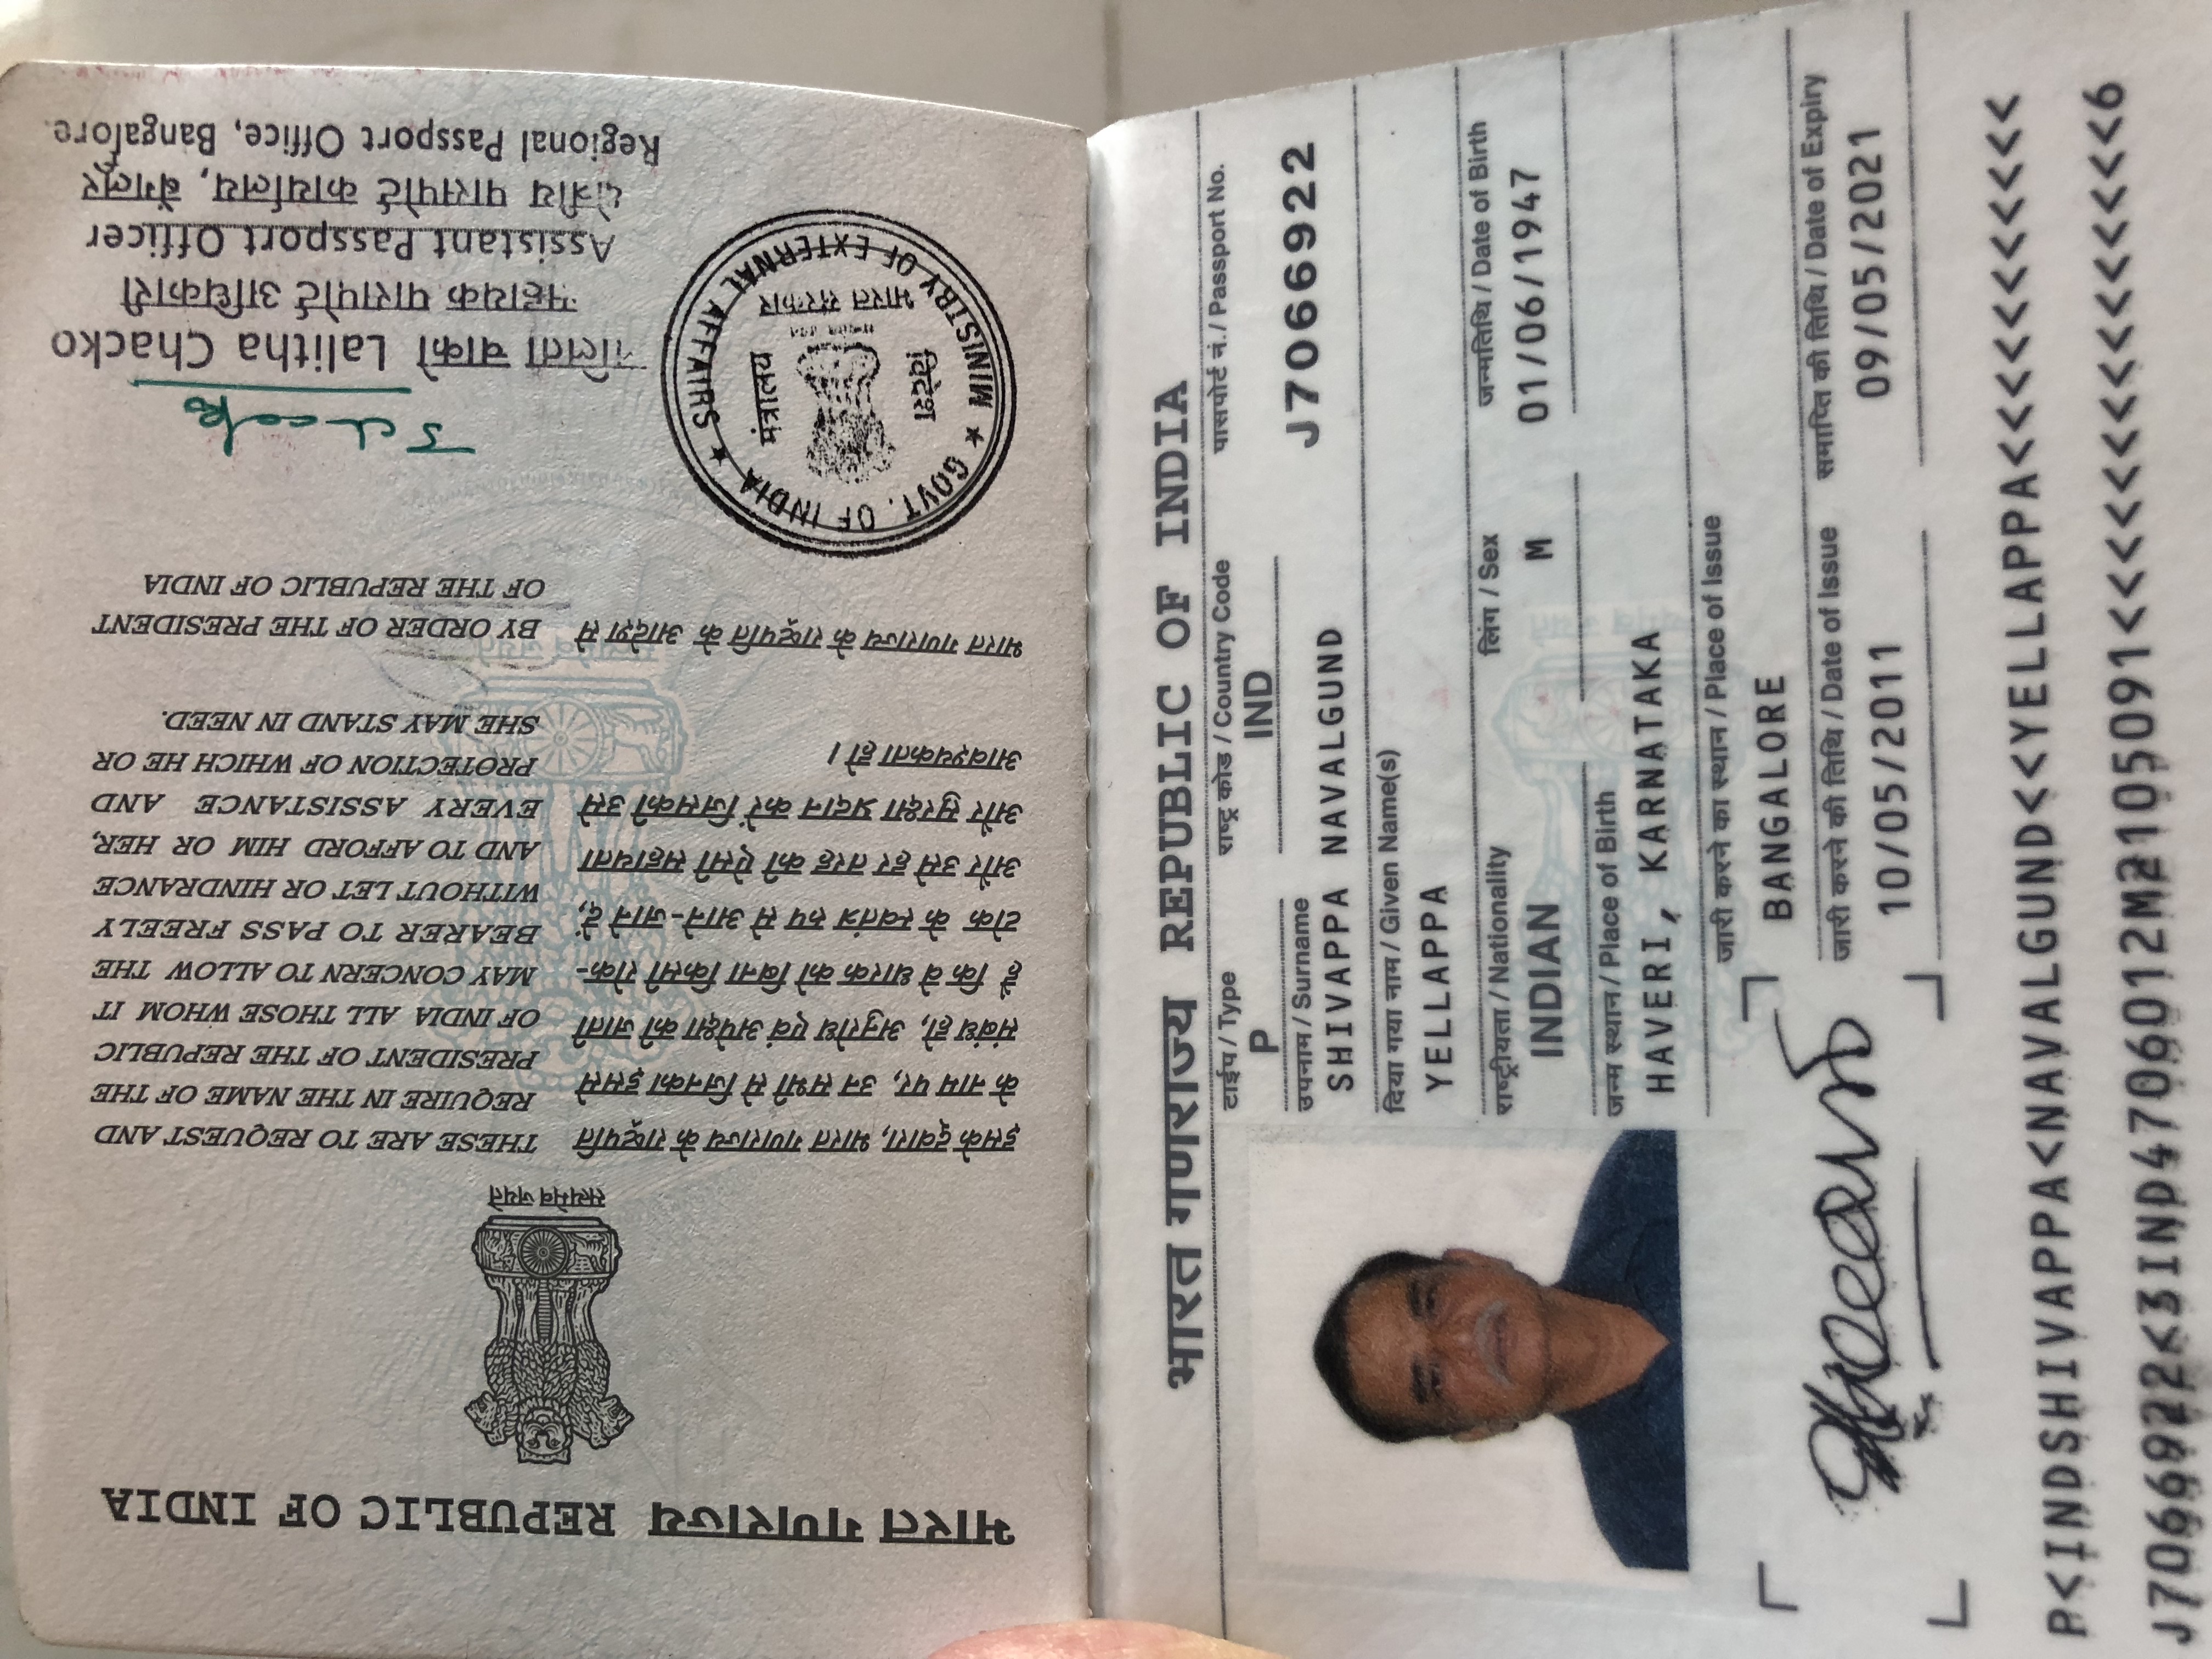 भारत गणराज्य REPUBLIC OF INDIA
सत्यमेव जयते
इसके द्वारा, भारत गणराज्य के राष्ट्रपति
के नाम पर, उन सभी से जिनका इससे
संबंध हो, अनुरोध एवं अपेक्षा की जाती
है कि वे धारक को बिना किसी रोक-
टोक के स्वतंत्र रुप से आने-जाने दें,
और उसे हर तरह की ऐसी सहायता
और सुरक्षा प्रदान करें जिसकी उसे
आवश्यकता हो।
THESE ARE TO REQUEST AND
REQUIRE IN THE NAME OF THE
PRESIDENT OF THE REPUBLIC
OF INDIA ALL THOSE WHOM IT
MAY CONCERN TO ALLOW THE
BEARER TO PASS FREELY
WITHOUT LET OR HINDRANCE
AND TO AFFORD HIM OR HER,
EVERY ASSISTANCE AND
PROTECTION OF WHICH HE OR
SHE MAY STAND IN NEED.
भारत गणराज्य के राष्ट्रपति के आदेश से
BY ORDER OF THE PRESIDENT
OF THE REPUBLIC OF INDIA
GOVT. OF INDIA ★ MINISTRY OF EXTERNAL AFFAIRS ★
विदेश मंत्रालय
भारत सरकार
ललिता चाको Lalitha Chacko
सहायक पासपोर्ट अधिकारी
Assistant Passport Officer
क्षेत्रीय पासपोर्ट कार्यालय, बेंगलूर
Regional Passport Office, Bangalore.
भारत गणराज्य REPUBLIC OF INDIA
टाईप / Type राष्ट्र कोड / Country Code पासपोर्ट नं. / Passport No.
P IND J7066922
उपनाम / Surname
SHIVAPPA NAVALGUND
दिया गया नाम / Given Name(s)
YELLAPPA
राष्ट्रीयता / Nationality लिंग / Sex जन्मतिथि / Date of Birth
INDIAN M 01/06/1947
जन्म स्थान / Place of Birth
HAVERI, KARNATAKA
जारी करने का स्थान / Place of Issue
BANGALORE
जारी करने की तिथि / Date of Issue समाप्ति की तिथि / Date of Expiry
10/05/2011 09/05/2021
P<INDSHIVAPPA<NAVALGUND<<YELLAPPA<<<<<<<<<<<
J7066922<3IND4706012M2105091<<<<<<<<<<<<<<<6